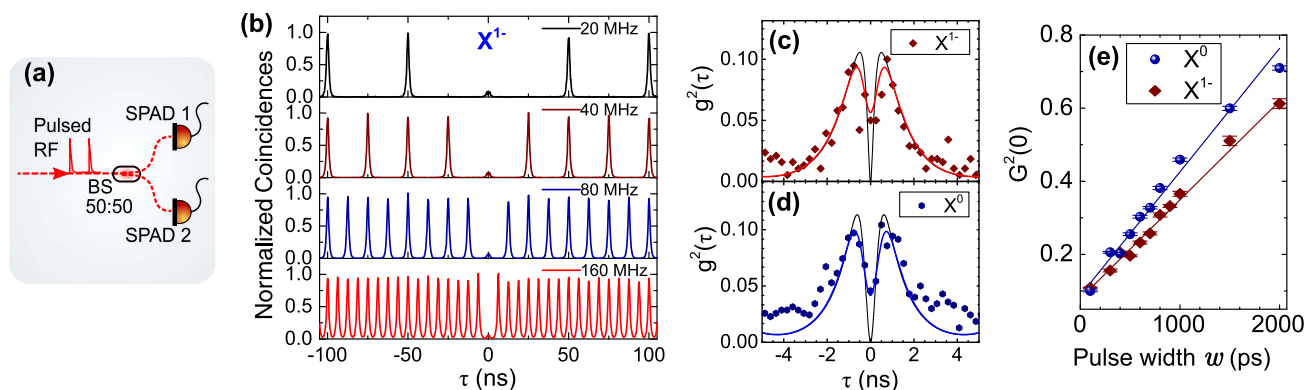 (a)
Pulsed
RF
BS
50:50
SPAD 1
SPAD 2
(b)
X1-
20 MHz
40 MHz
80 MHz
160 MHz
Normalized Coincidences
1.0
0.5
0.0
1.0
0.5
0.0
1.0
0.5
0.0
1.0
0.5
0.0
-100 -50 0 50 100
τ (ns)
(c)
X1-
g2(τ)
0.10
0.05
0.00
(d)
X0
g2(τ)
0.10
0.05
0.00
-4 -2 0 2 4
τ (ns)
(e)
X0
X1-
G2(0)
0.8
0.6
0.4
0.2
0 1000 2000
Pulse width w (ps)